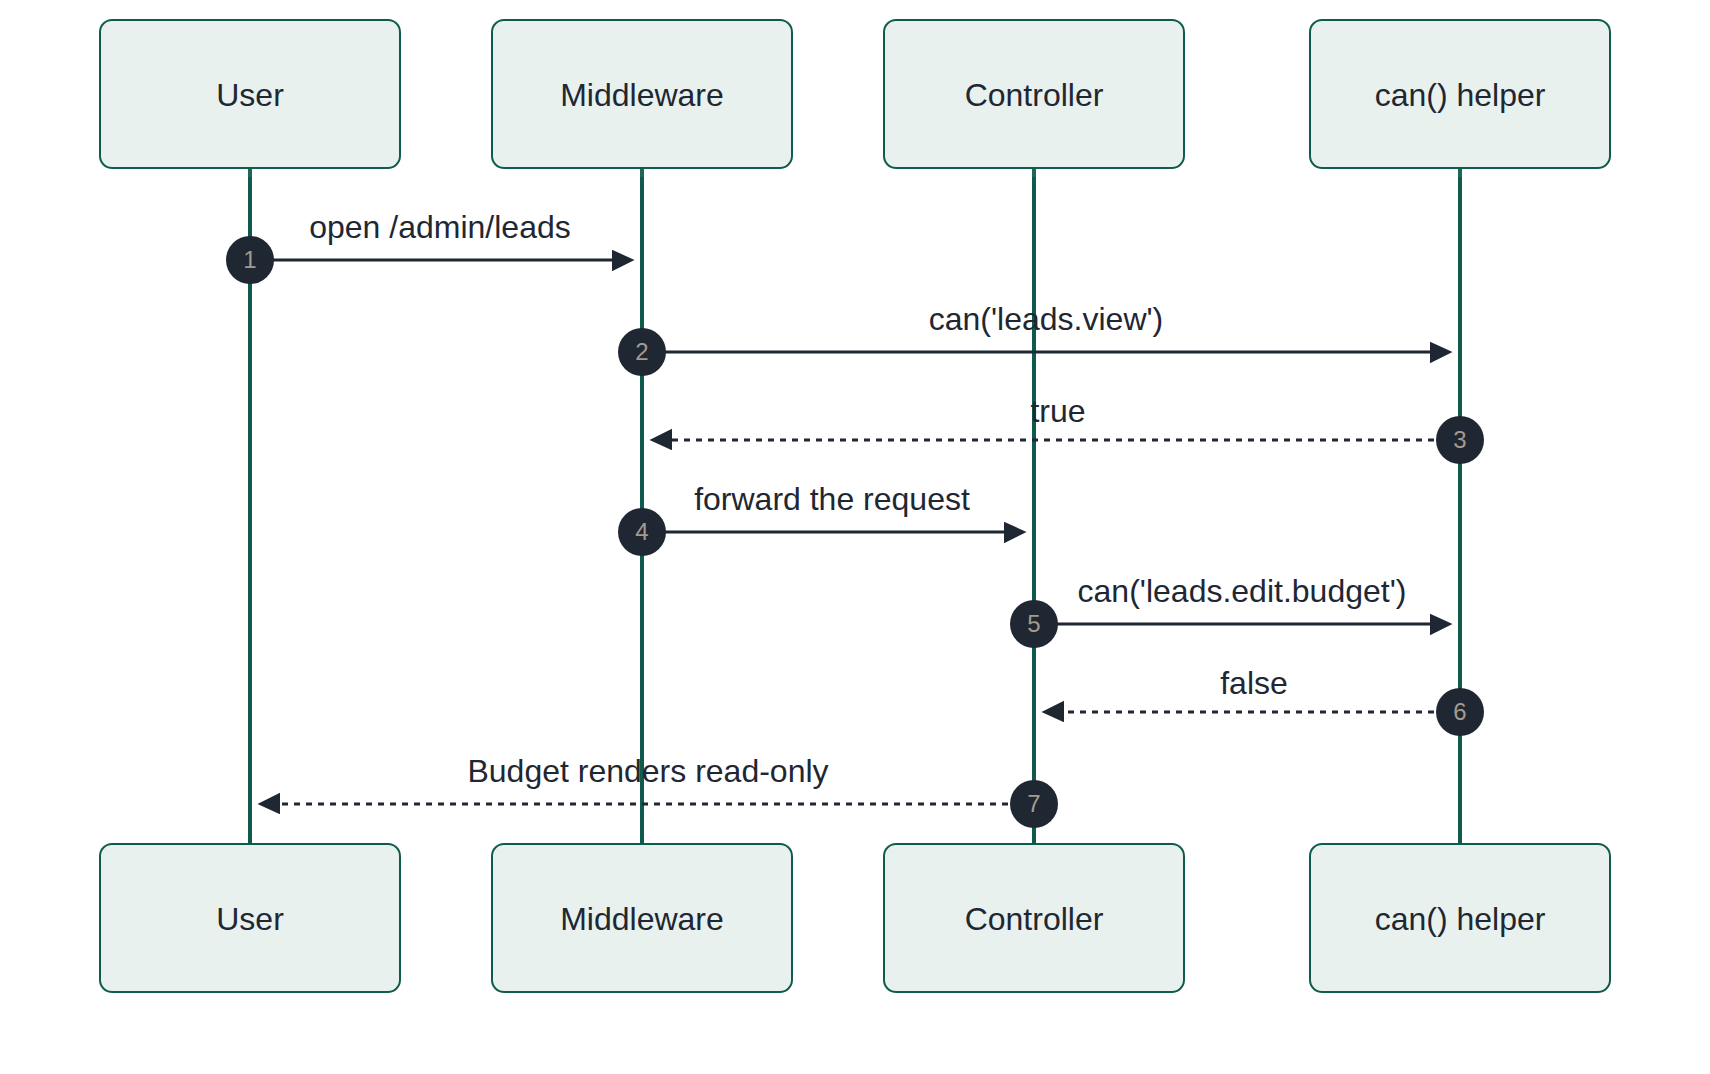 User
Middleware
Controller
can() helper
open /admin/leads
1
can('leads.view')
2
true
3
forward the request
4
can('leads.edit.budget')
5
false
6
Budget renders read-only
7
User
Middleware
Controller
can() helper